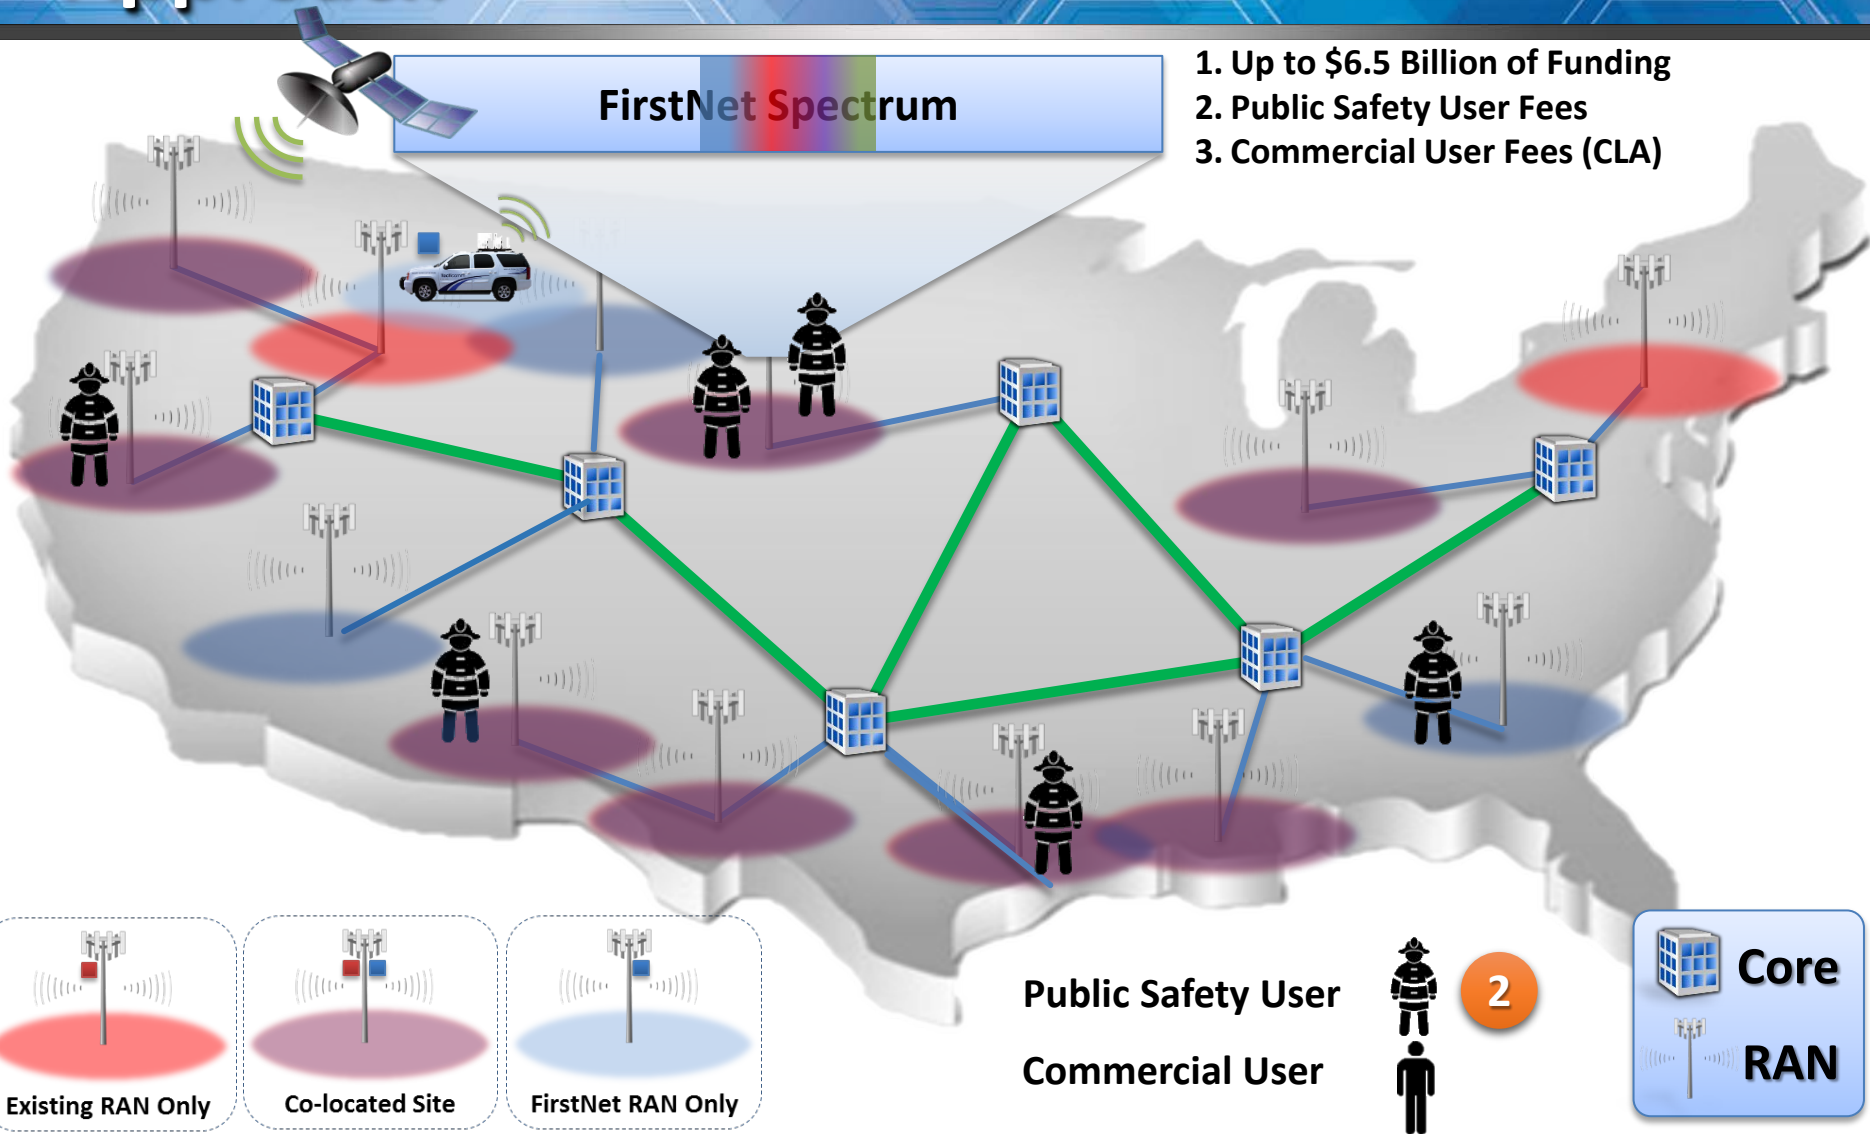 FirstNet Spectrum
1. Up to $6.5 Billion of Funding
2. Public Safety User Fees
3. Commercial User Fees (CLA)
Existing RAN Only
Co-located Site
FirstNet RAN Only
Public Safety User
2
Commercial User
Core
RAN